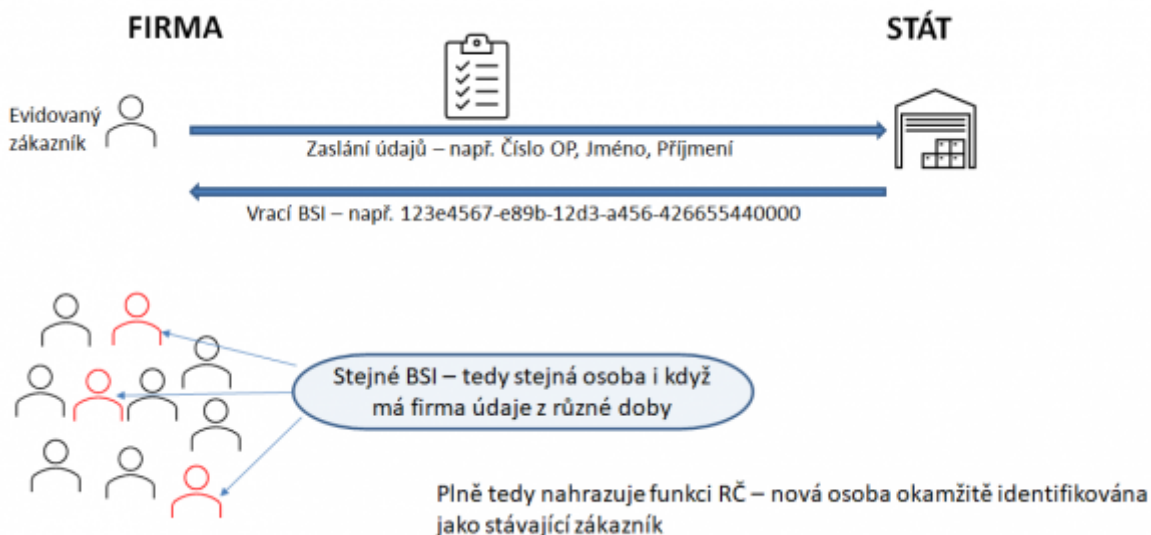 FIRMA
STÁT
Evidovaný
zákazník
Zaslání údajů – např. Číslo OP, Jméno, Příjmení
Vrací BSI – např. 123e4567-e89b-12d3-a456-426655440000
Stejné BSI – tedy stejná osoba i když
má firma údaje z různé doby
Plně tedy nahrazuje funkci RČ – nová osoba okamžitě identifikována
jako stávající zákazník